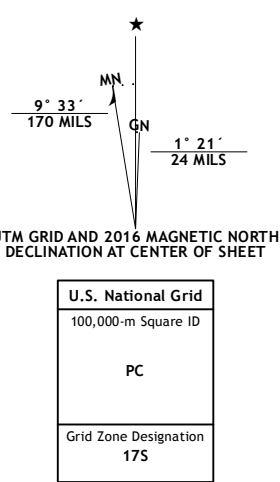 MN
9° 33´
170 MILS
GN
1° 21´
24 MILS
UTM GRID AND 2016 MAGNETIC NORTH
DECLINATION AT CENTER OF SHEET
U.S. National Grid
100,000-m Square ID
PC
Grid Zone Designation
17S